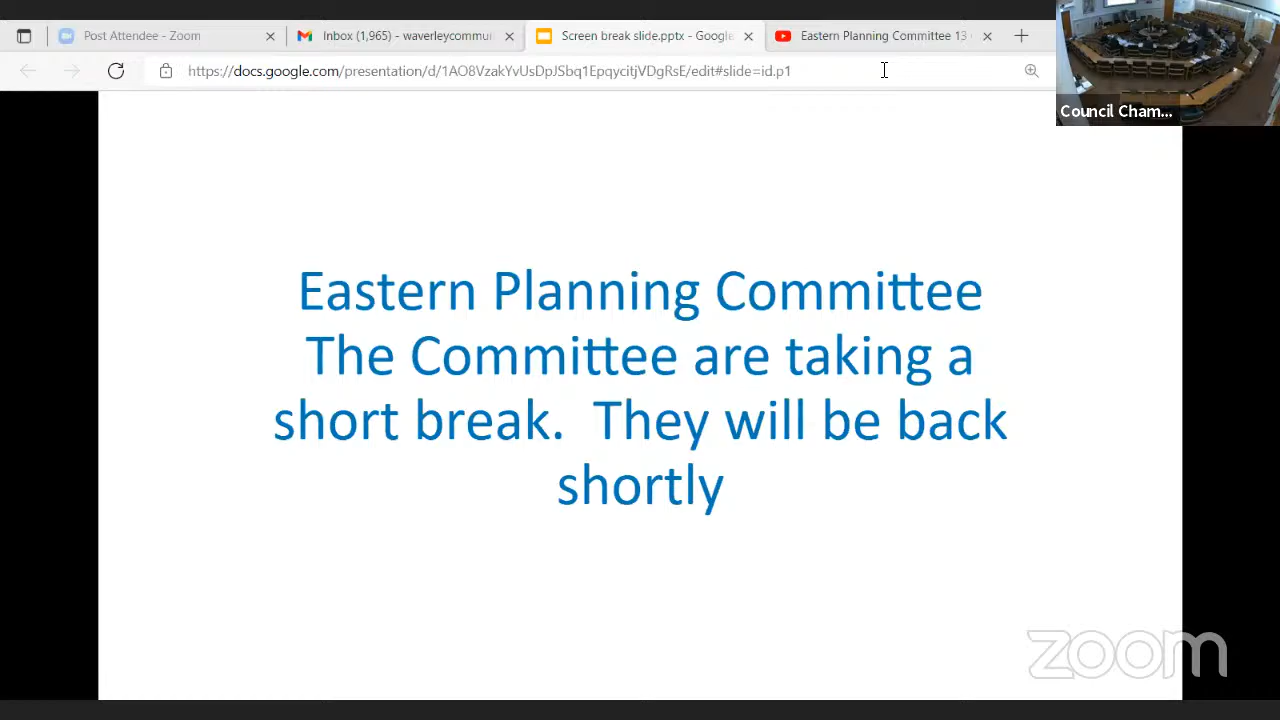 Post Attendee - Zoom
Inbox (1,965) - waverleycommu
Screen break slide.pptx - Google
Eastern Planning Committee 13
https://docs.google.com/presentation/d/1AO6VzakYvUsDpJSbq1EpqycitjVDgRsE/edit#slide=id.p1
Council Cham...
Eastern Planning Committee
The Committee are taking a
short break.  They will be back
shortly
zoom